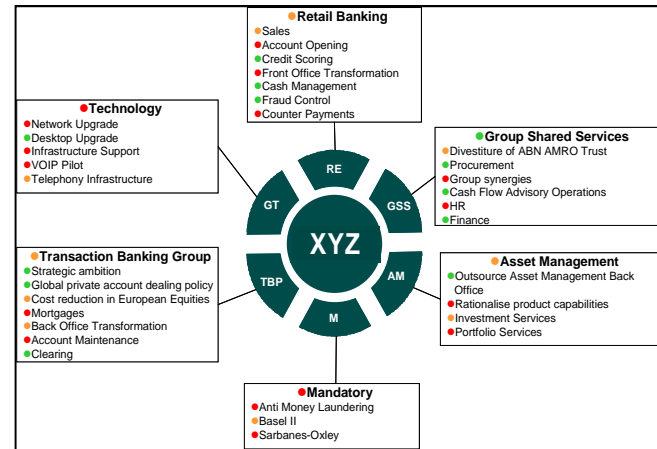 Retail Banking
Sales
Account Opening
Credit Scoring
Front Office Transformation
Cash Management
Fraud Control
Counter Payments
Technology
Network Upgrade
Desktop Upgrade
Infrastructure Support
VOIP Pilot
Telephony Infrastructure
Group Shared Services
Divestiture of ABN AMRO Trust
Procurement
Group synergies
Cash Flow Advisory Operations
HR
Finance
RE
GT
GSS
XYZ
TBP
AM
M
Transaction Banking Group
Strategic ambition
Global private account dealing policy
Cost reduction in European Equities
Mortgages
Back Office Transformation
Account Maintenance
Clearing
Asset Management
Outsource Asset Management Back
Office
Rationalise product capabilities
Investment Services
Portfolio Services
Mandatory
Anti Money Laundering
Basel II
Sarbanes-Oxley